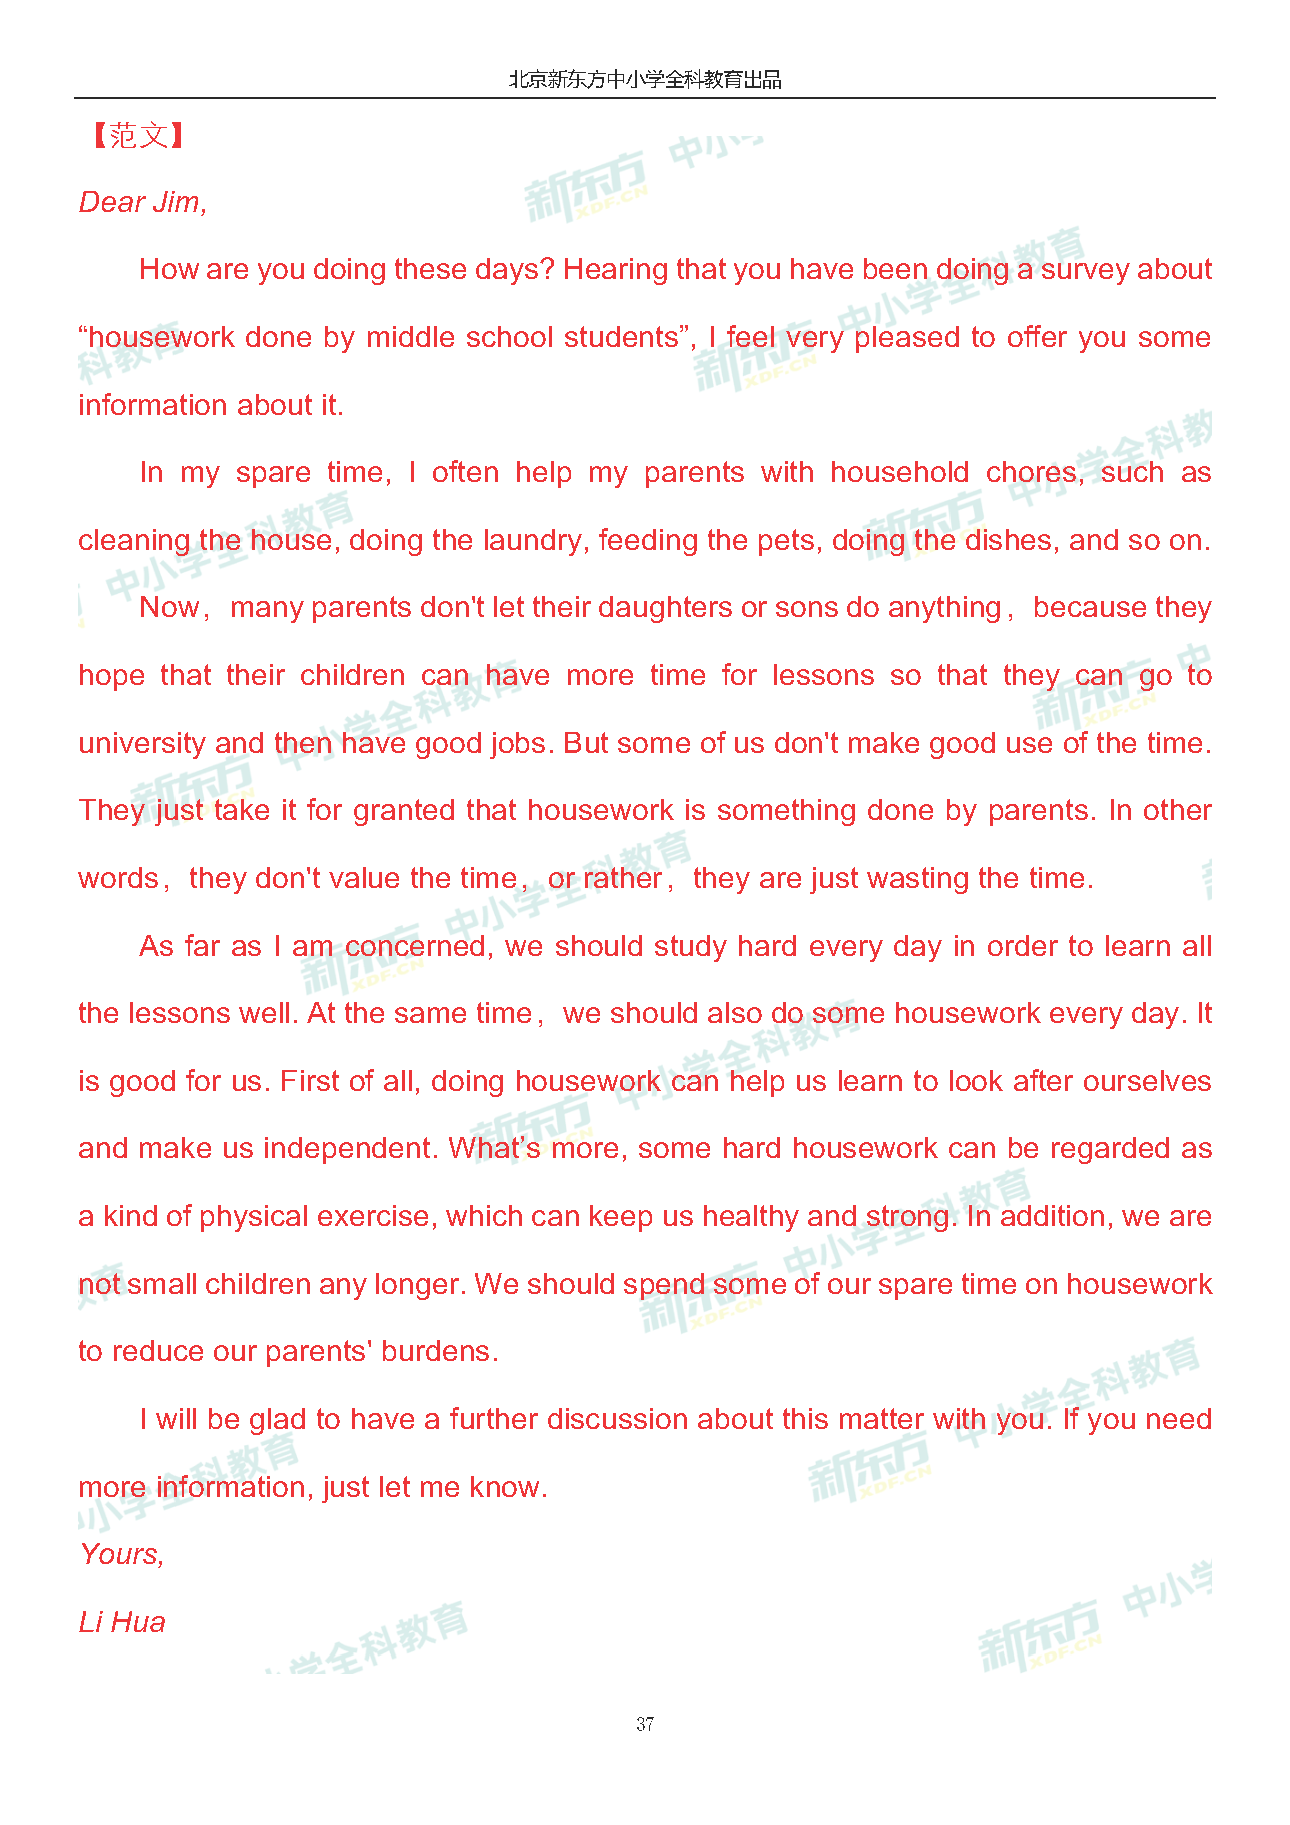 北京新东方中小学全科教育出品
【范文】
Dear Jim,
How are you doing these days? Hearing that you have been doing a survey about
“housework done by middle school students”, I feel very pleased to offer you some
information about it.
In my spare time, I often help my parents with household chores, such as
cleaning the house, doing the laundry, feeding the pets, doing the dishes, and so on.
Now，many parents don't let their daughters or sons do anything，because they
hope that their children can have more time for lessons so that they can go to
university and then have good jobs. But some of us don't make good use of the time.
They just take it for granted that housework is something done by parents. In other
words，they don't value the time，or rather，they are just wasting the time.
As far as I am concerned, we should study hard every day in order to learn all
the lessons well. At the same time，we should also do some housework every day. It
is good for us. First of all, doing housework can help us learn to look after ourselves
and make us independent. What’s more, some hard housework can be regarded as
a kind of physical exercise, which can keep us healthy and strong. In addition, we are
not small children any longer. We should spend some of our spare time on housework
to reduce our parents' burdens.
I will be glad to have a further discussion about this matter with you. If you need
more information, just let me know.
Yours,
Li Hua
37